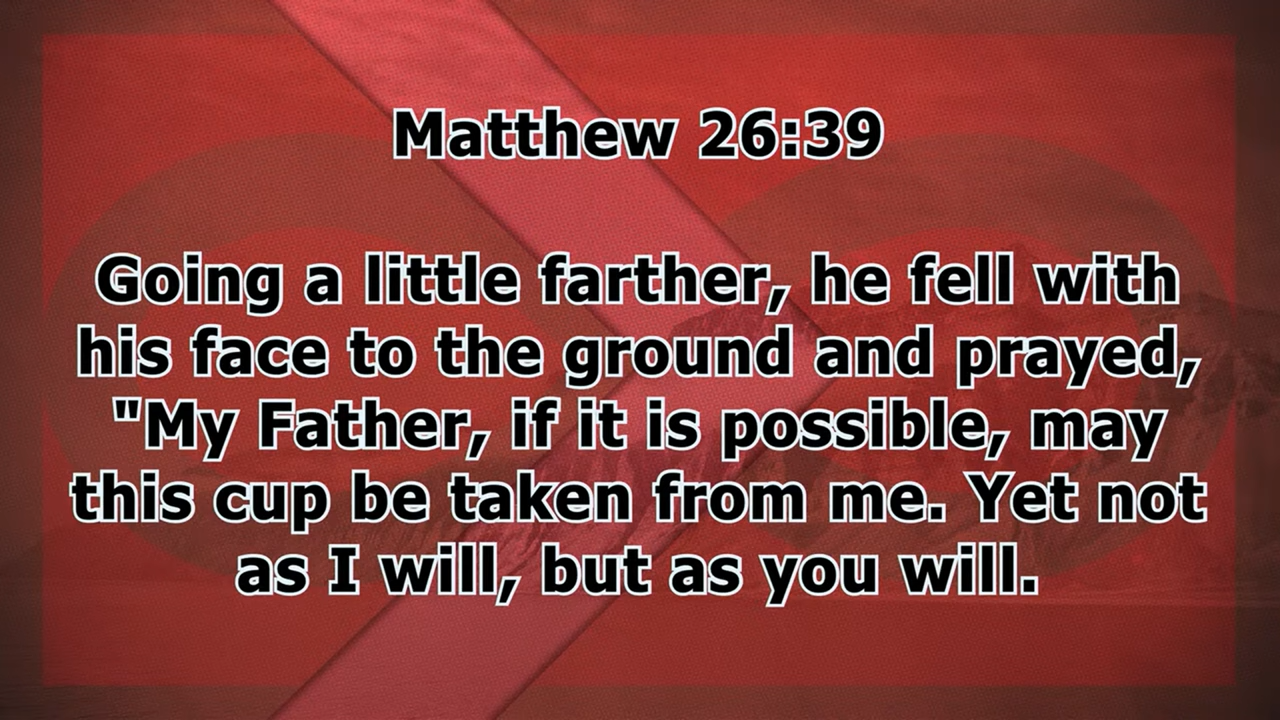 Matthew 26:39
Going a little farther, he fell with
his face to the ground and prayed,
"My Father, if it is possible, may
this cup be taken from me. Yet not
as I will, but as you will.